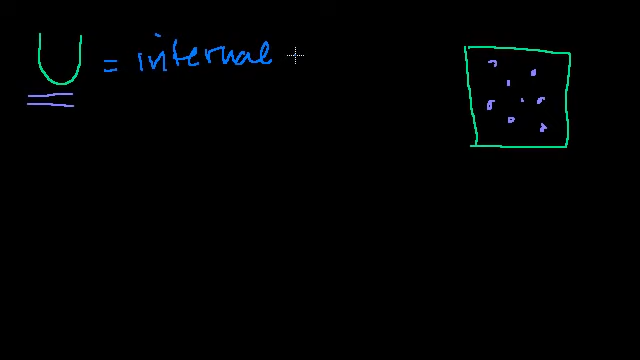 U = internal